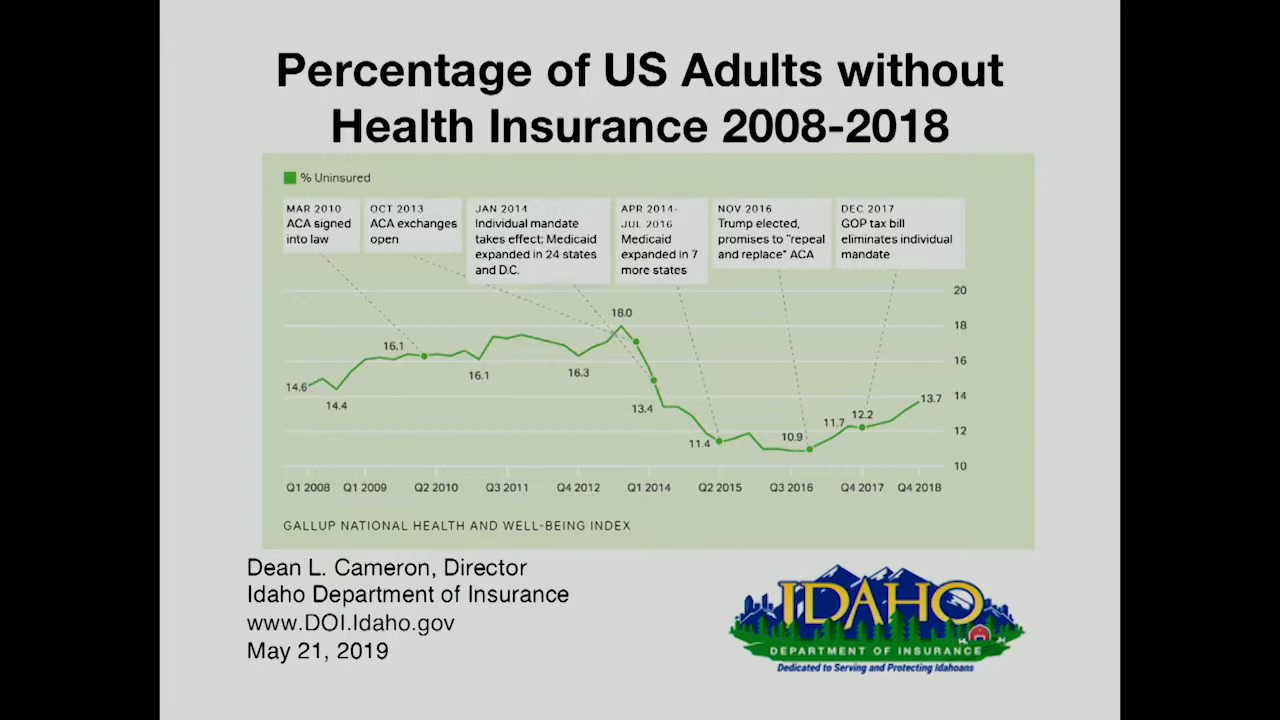 Percentage of US Adults without
Health Insurance 2008-2018
% Uninsured
MAR 2010
ACA signed
into law
OCT 2013
ACA exchanges
open
JAN 2014
Individual mandate
takes effect; Medicaid
expanded in 24 states
and D.C.
APR 2014-
JUL 2016
Medicaid
expanded in 7
more states
NOV 2016
Trump elected,
promises to "repeal
and replace" ACA
DEC 2017
GOP tax bill
eliminates individual
mandate
20
18
16
14
12
10
14.6
14.4
16.1
16.1
16.3
18.0
13.4
11.4
10.9
11.7
12.2
13.7
Q1 2008 Q1 2009 Q2 2010 Q3 2011 Q4 2012 Q1 2014 Q2 2015 Q3 2016 Q4 2017 Q4 2018
GALLUP NATIONAL HEALTH AND WELL-BEING INDEX
Dean L. Cameron, Director
Idaho Department of Insurance
www.DOI.Idaho.gov
May 21, 2019
IDAHO
DEPARTMENT OF INSURANCE
Dedicated to Serving and Protecting Idahoans